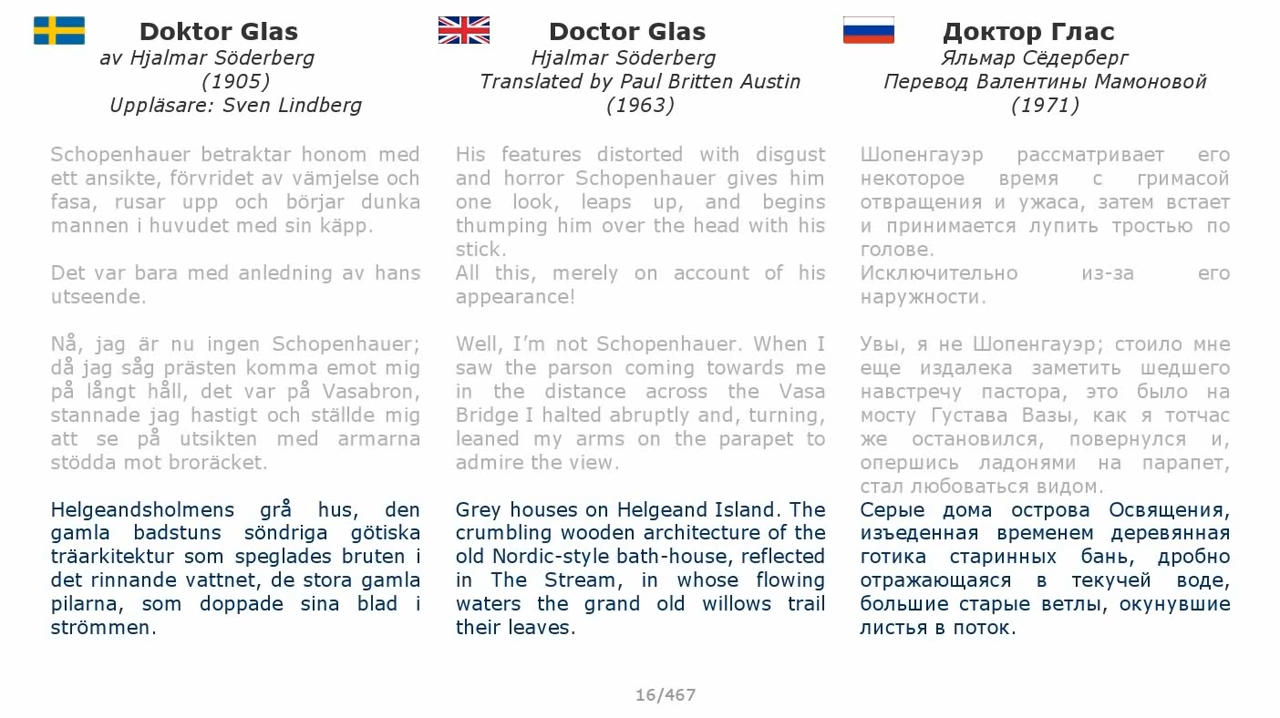 Doktor Glas
av Hjalmar Söderberg
(1905)
Uppläsare: Sven Lindberg
Schopenhauer betraktar honom med
ett ansikte, förvridet av vämjelse och
fasa, rusar upp och börjar dunka
mannen i huvudet med sin käpp.
Det var bara med anledning av hans
utseende.
Nå, jag är nu ingen Schopenhauer;
då jag såg prästen komma emot mig
på långt håll, det var på Vasabron,
stannade jag hastigt och ställde mig
att se på utsikten med armarna
stödda mot broräcket.
Helgeandsholmens grå hus, den
gamla badstuns söndriga götiska
träarkitektur som speglades bruten i
det rinnande vattnet, de stora gamla
pilarna, som doppade sina blad i
strömmen.
Doctor Glas
Hjalmar Söderberg
Translated by Paul Britten Austin
(1963)
His features distorted with disgust
and horror Schopenhauer gives him
one look, leaps up, and begins
thumping him over the head with his
stick.
All this, merely on account of his
appearance!
Well, I’m not Schopenhauer. When I
saw the parson coming towards me
in the distance across the Vasa
Bridge I halted abruptly and, turning,
leaned my arms on the parapet to
admire the view.
Grey houses on Helgeand Island. The
crumbling wooden architecture of the
old Nordic-style bath-house, reflected
in The Stream, in whose flowing
waters the grand old willows trail
their leaves.
Доктор Глас
Яльмар Сёдерберг
Перевод Валентины Мамоновой
(1971)
Шопенгауэр рассматривает его
некоторое время с гримасой
отвращения и ужаса, затем встает
и принимается лупить тростью по
голове.
Исключительно из-за его
наружности.
Увы, я не Шопенгауэр; стоило мне
еще издалека заметить шедшего
навстречу пастора, это было на
мосту Густава Вазы, как я тотчас
же остановился, повернулся и,
опершись ладонями на парапет,
стал любоваться видом.
Серые дома острова Освящения,
изъеденная временем деревянная
готика старинных бань, дробно
отражающаяся в текучей воде,
большие старые ветлы, окунувшие
листья в поток.
16/467